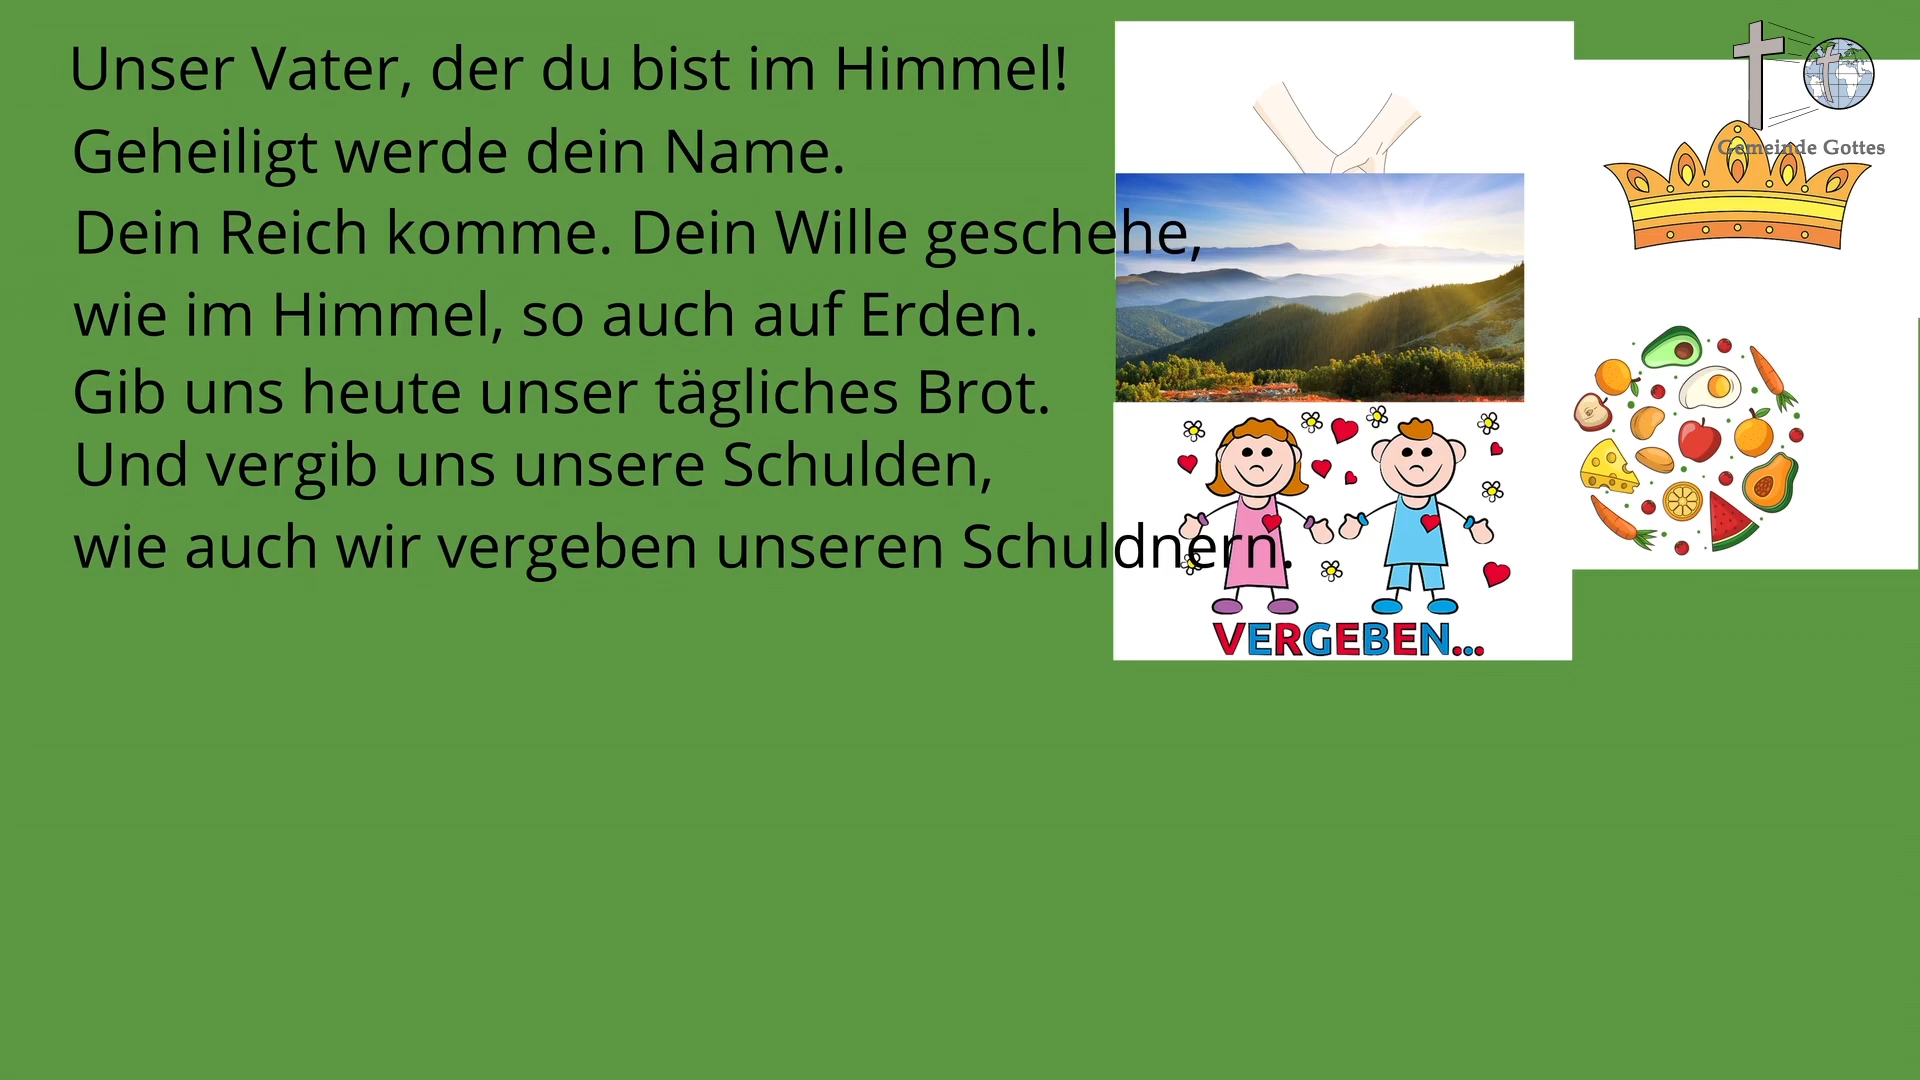 Unser Vater, der du bist im Himmel!
Geheiligt werde dein Name.
Dein Reich komme. Dein Wille geschehe,
wie im Himmel, so auch auf Erden.
Gib uns heute unser tägliches Brot.
Und vergib uns unsere Schulden,
wie auch wir vergeben unseren Schuldnern.
VERGEBEN...
Gemeinde Gottes